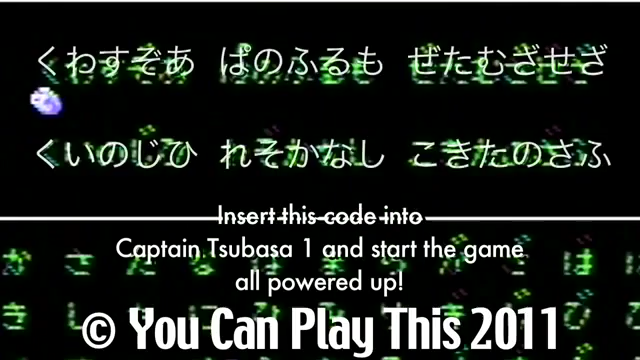 くわすぞあ ぱのふるも ぜたむざせざ
くいのじひ れそかなし こきたのさふ
Insert this code into
Captain Tsubasa 1 and start the game
all powered up!
© You Can Play This 2011